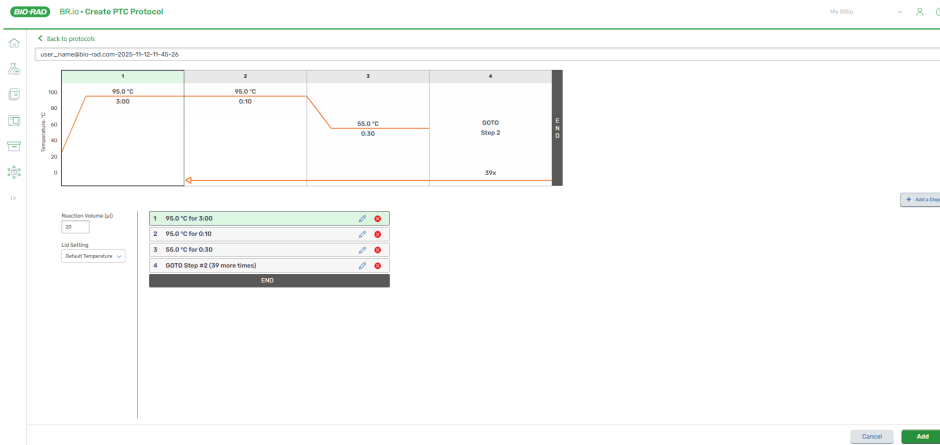 BIO-RAD BR.io • Create PTC Protocol My BRio
Back to protocols
user_name@bio-rad.com-2025-11-12-11-45-26
1 2 3 4
100
80
60
40
20
0
Temperature, °C
95.0 °C
3:00
95.0 °C
0:10
55.0 °C
0:30
GOTO
Step 2
39x
END
+ Add a Step
Reaction Volume (µl)
20
Lid Setting
Default Temperature
1 95.0 °C for 3:00
2 95.0 °C for 0:10
3 55.0 °C for 0:30
4 GOTO Step #2 (39 more times)
END
Cancel Add